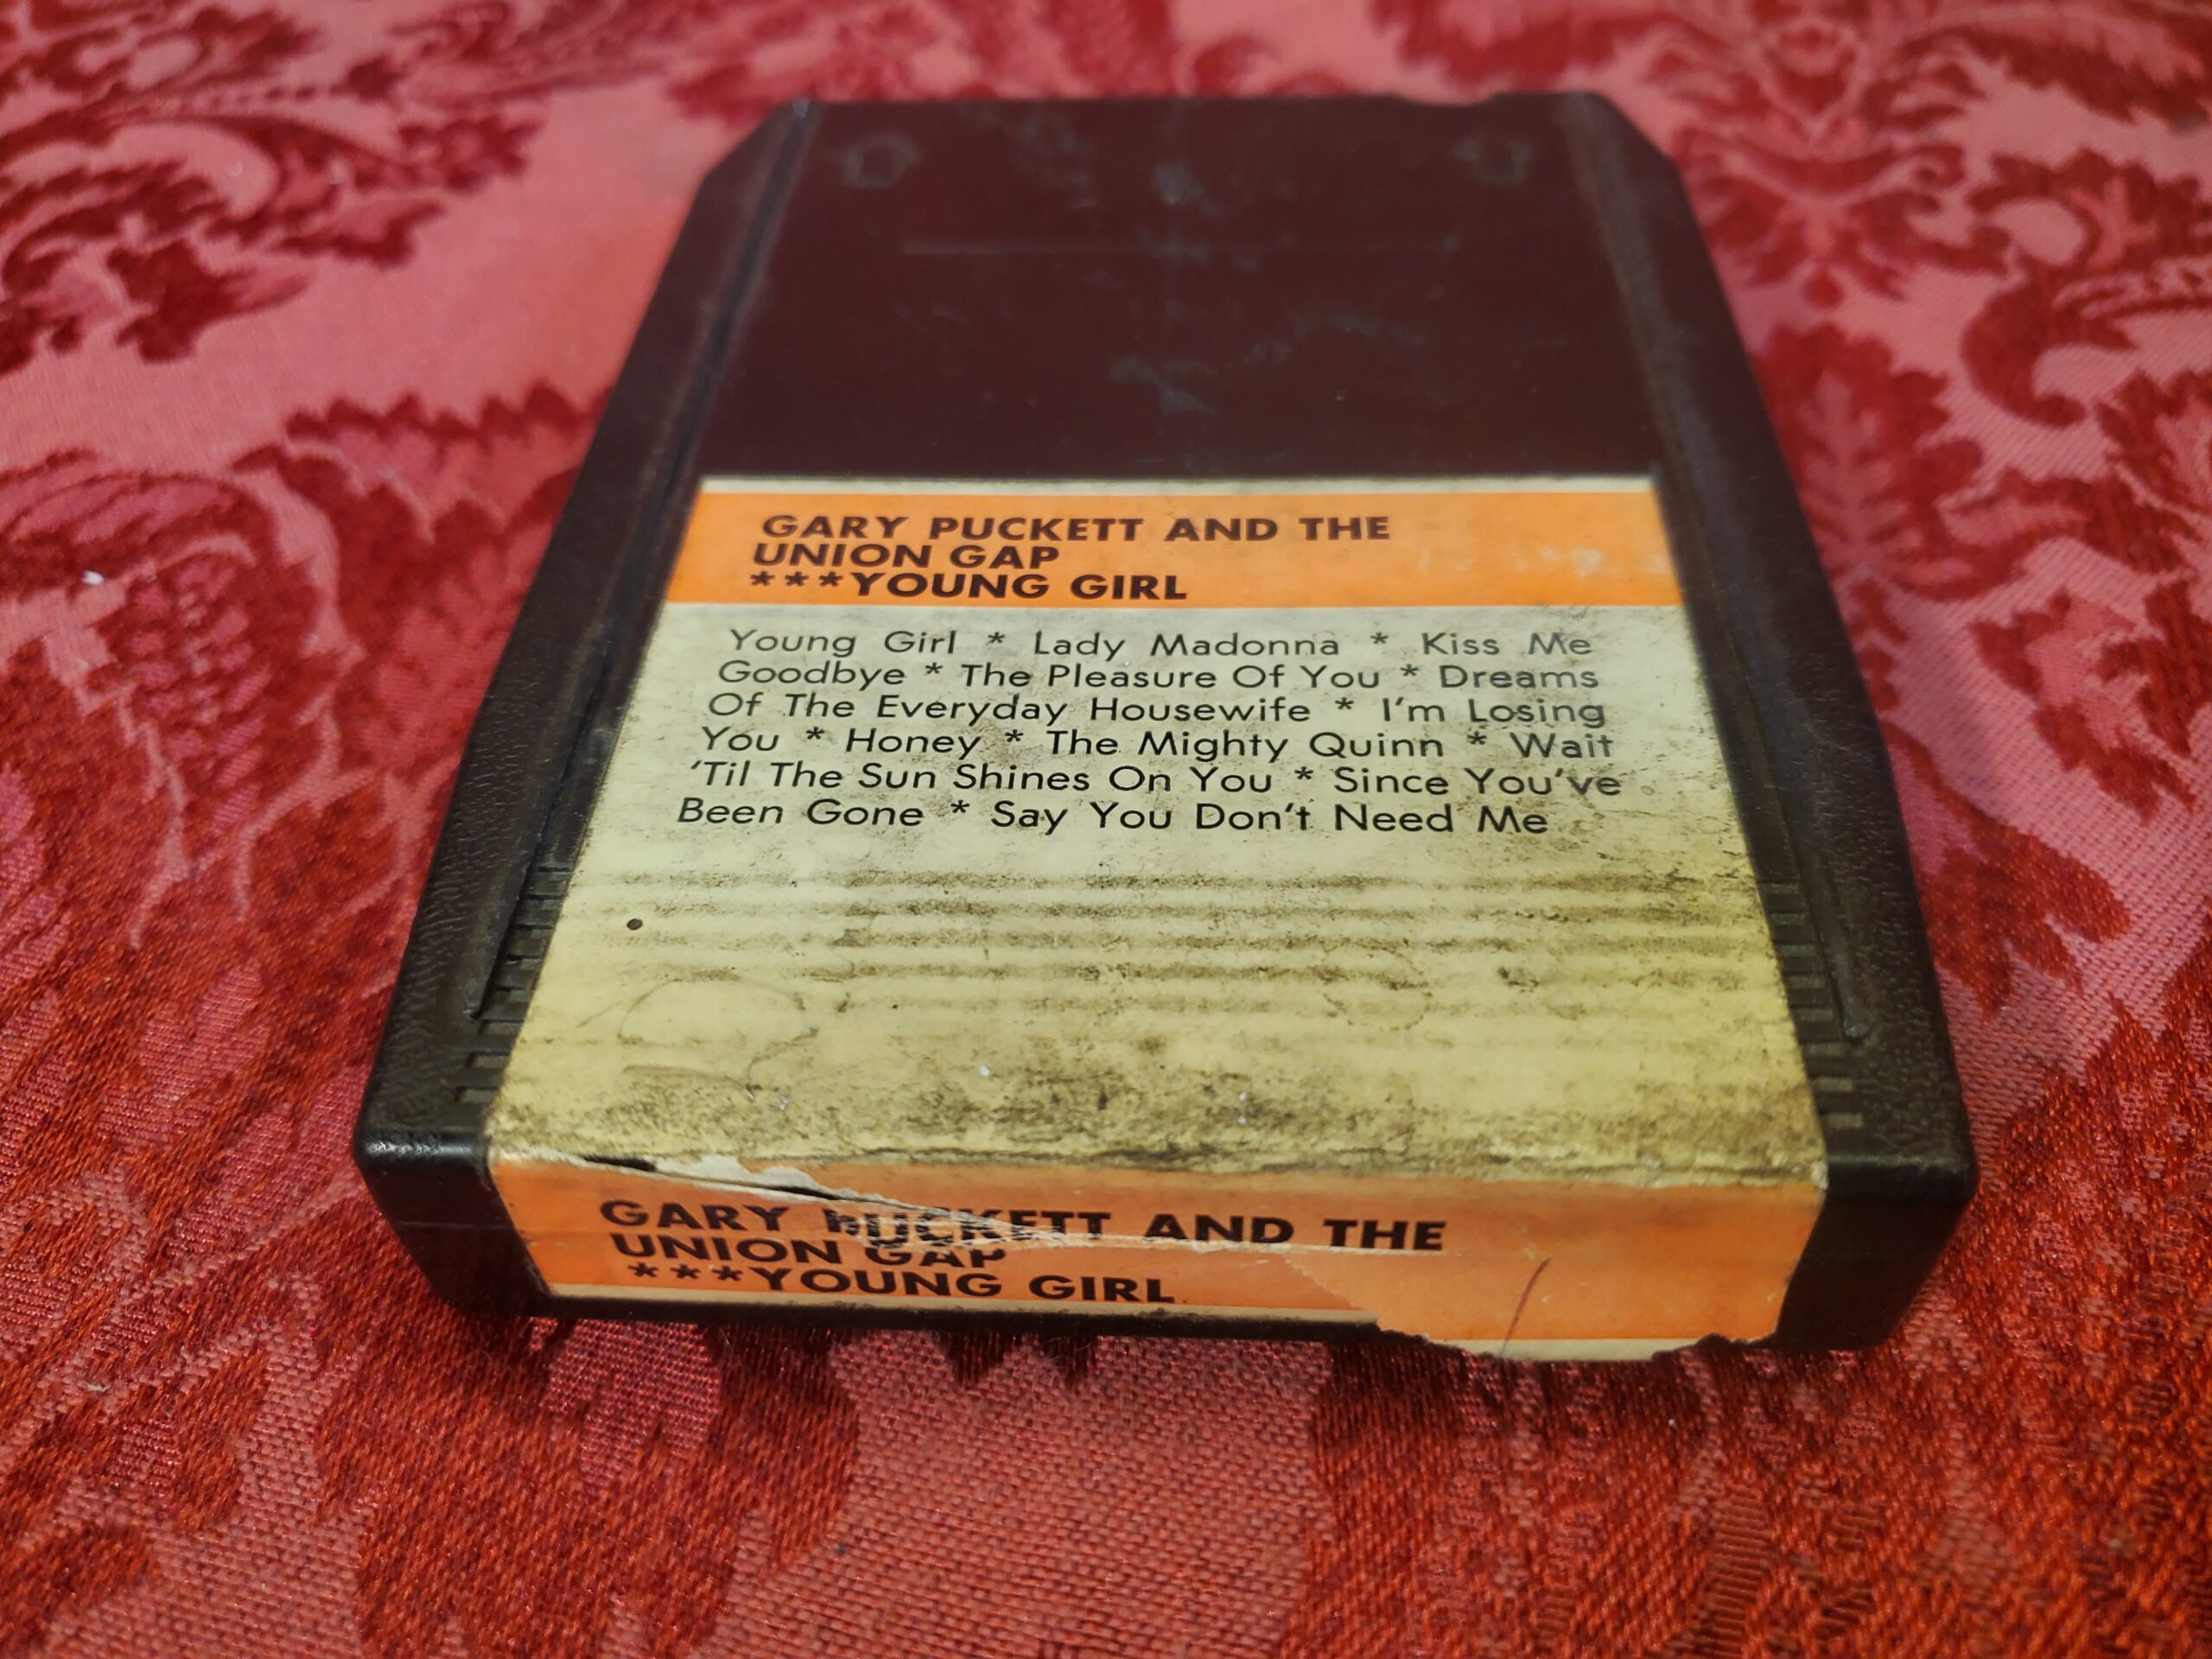 GARY PUCKETT AND THE
UNION GAP
***YOUNG GIRL
Young Girl * Lady Madonna * Kiss Me
Goodbye * The Pleasure Of You * Dreams
Of The Everyday Housewife * I'm Losing
You * Honey * The Mighty Quinn * Wait
'Til The Sun Shines On You * Since You've
Been Gone * Say You Don't Need Me
GARY PUCKETT AND THE
UNION GAP
***YOUNG GIRL